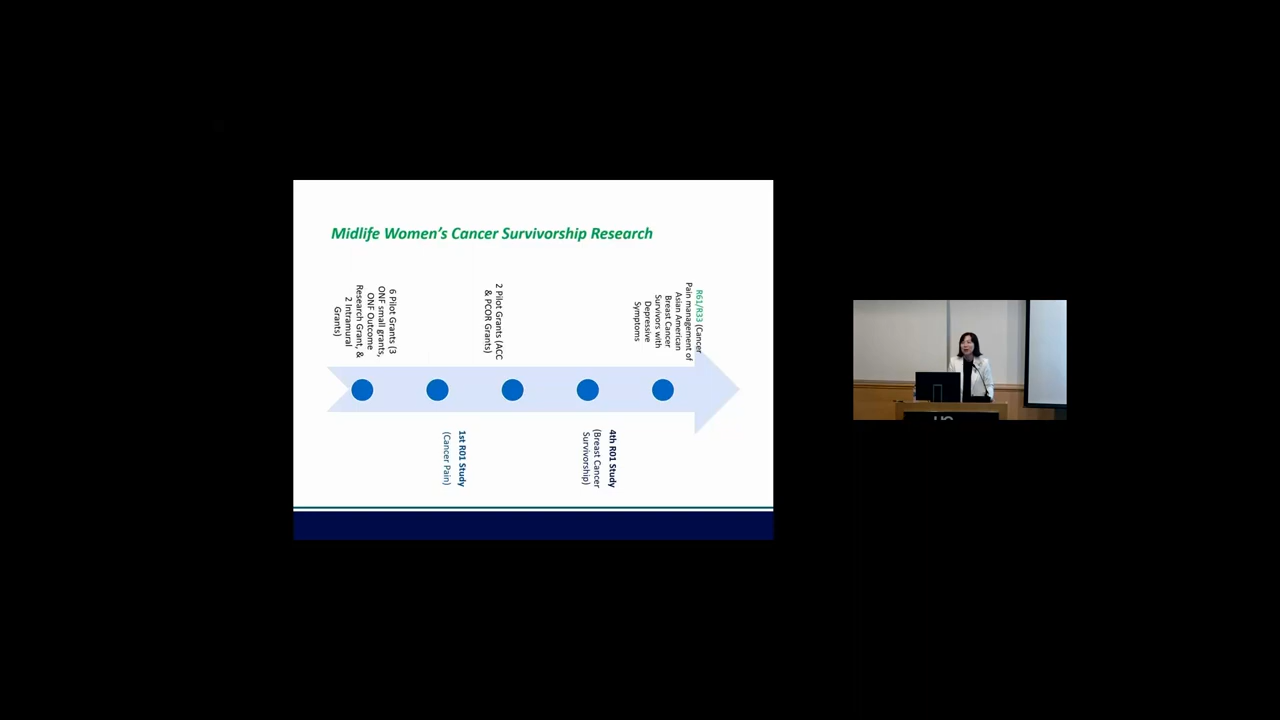 Midlife Women's Cancer Survivorship Research
6 Pilot Grants (3
ONF small grants,
ONF Outcome
Research Grant, &
2 Intramural
Grants)
1st R01 Study
(Cancer Pain)
2 Pilot Grants (ACC
& PCOR Grants)
4th R01 Study
(Breast Cancer
Survivorship)
R61/R33 (Cancer
Pain management of
Asian American
Breast Cancer
Survivors with
Depressive
Symptoms